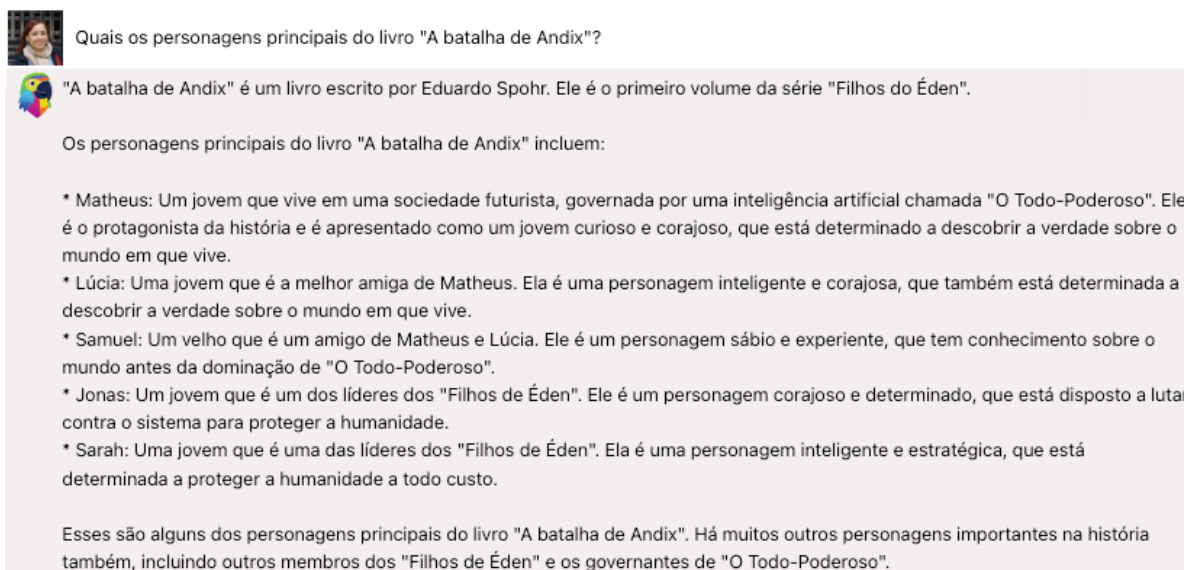 Quais os personagens principais do livro "A batalha de Andix"?
"A batalha de Andix" é um livro escrito por Eduardo Spohr. Ele é o primeiro volume da série "Filhos do Éden".
Os personagens principais do livro "A batalha de Andix" incluem:
* Matheus: Um jovem que vive em uma sociedade futurista, governada por uma inteligência artificial chamada "O Todo-Poderoso". Ele
é o protagonista da história e é apresentado como um jovem curioso e corajoso, que está determinado a descobrir a verdade sobre o
mundo em que vive.
* Lúcia: Uma jovem que é a melhor amiga de Matheus. Ela é uma personagem inteligente e corajosa, que também está determinada a
descobrir a verdade sobre o mundo em que vive.
* Samuel: Um velho que é um amigo de Matheus e Lúcia. Ele é um personagem sábio e experiente, que tem conhecimento sobre o
mundo antes da dominação de "O Todo-Poderoso".
* Jonas: Um jovem que é um dos líderes dos "Filhos de Éden". Ele é um personagem corajoso e determinado, que está disposto a lutar
contra o sistema para proteger a humanidade.
* Sarah: Uma jovem que é uma das líderes dos "Filhos de Éden". Ela é uma personagem inteligente e estratégica, que está
determinada a proteger a humanidade a todo custo.
Esses são alguns dos personagens principais do livro "A batalha de Andix". Há muitos outros personagens importantes na história
também, incluindo outros membros dos "Filhos de Éden" e os governantes de "O Todo-Poderoso".